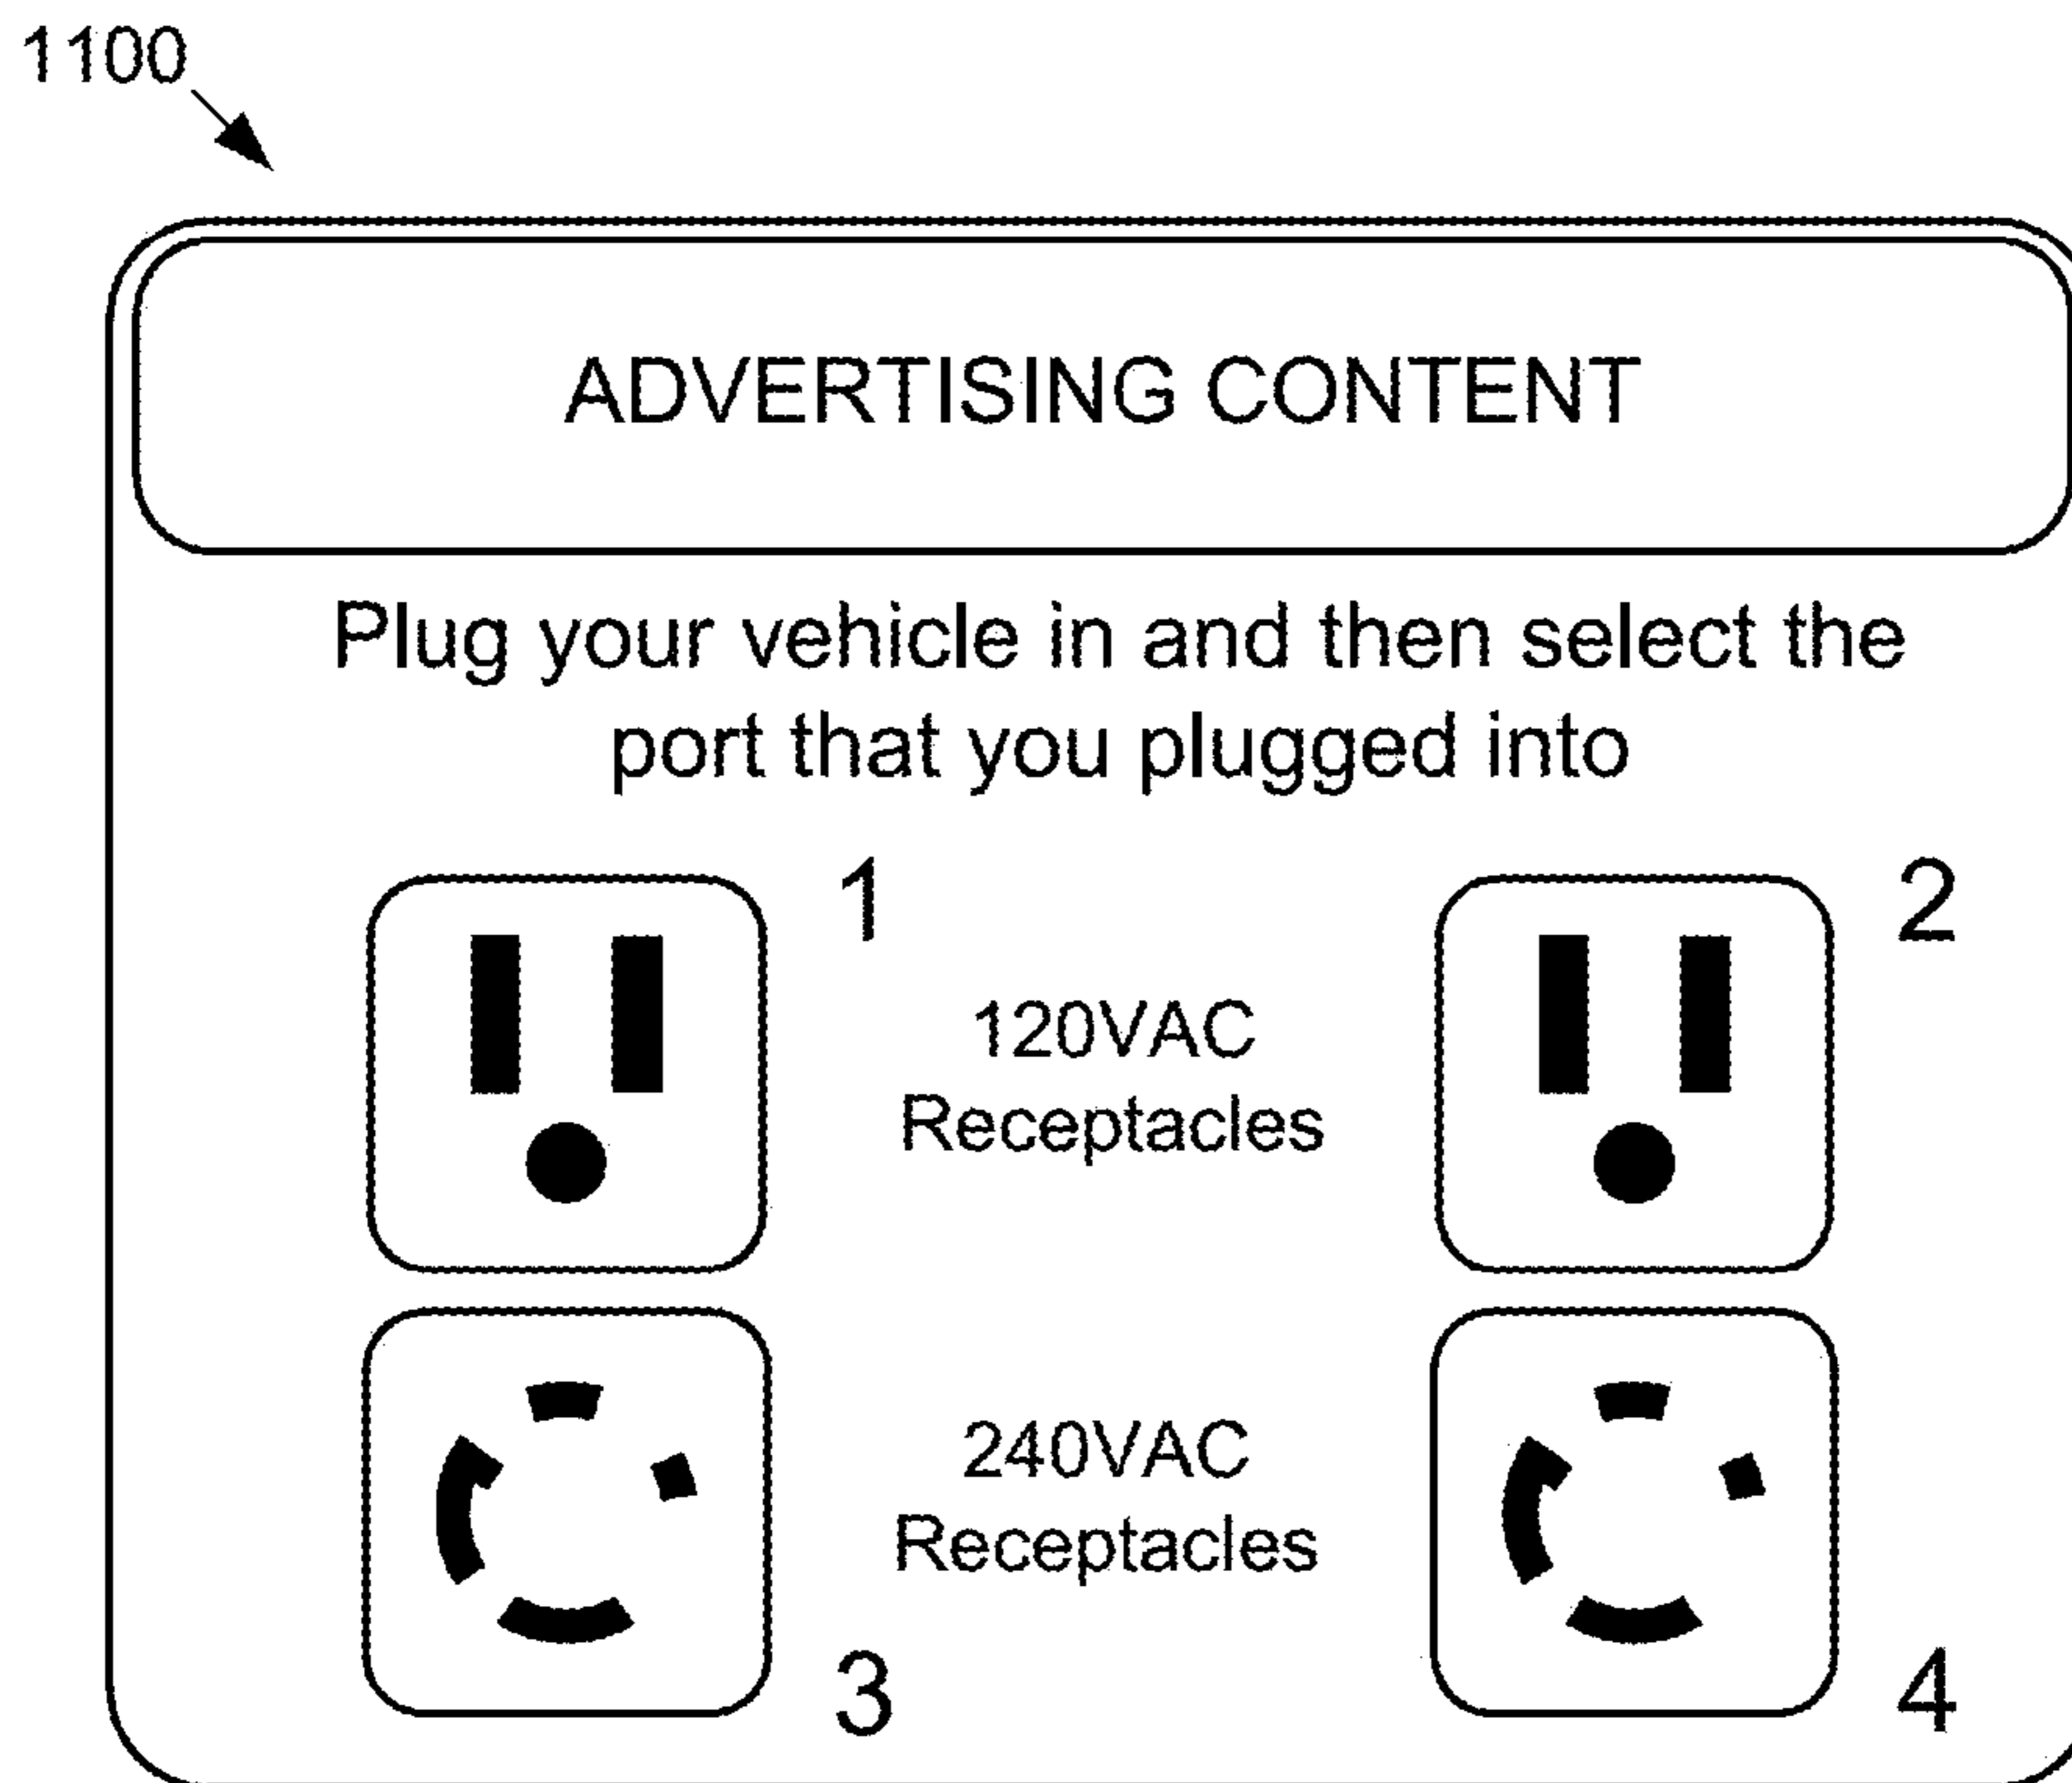 1100
ADVERTISING CONTENT
Plug your vehicle in and then select the
port that you plugged into
1
2
120VAC
Receptacles
240VAC
Receptacles
3
4